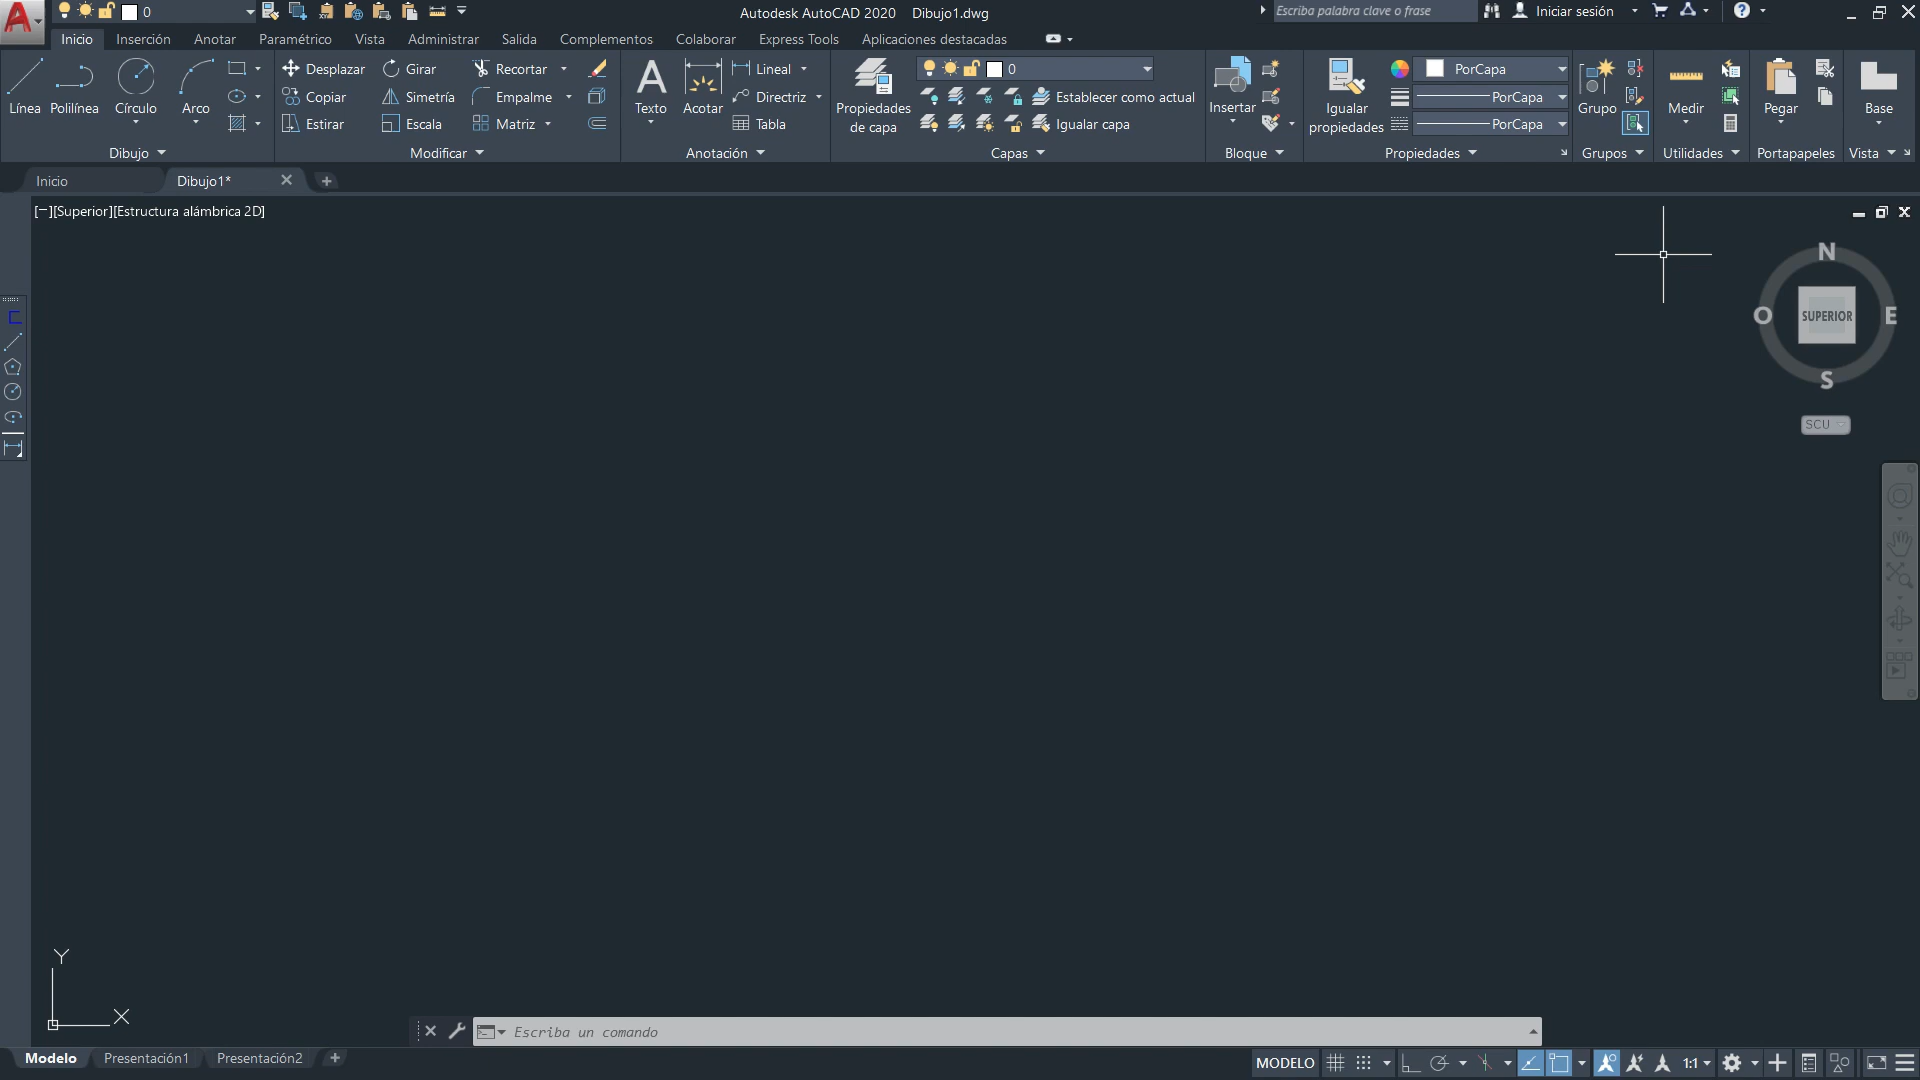 0
Autodesk AutoCAD 2020 Dibujo1.dwg
Escriba palabra clave o frase
Iniciar sesión
Inicio Inserción Anotar Paramétrico Vista Administrar Salida Complementos Colaborar Express Tools Aplicaciones destacadas
Línea Polilínea Círculo Arco
Dibujo
Desplazar Girar Recortar
Copiar Simetría Empalme
Estirar Escala Matriz
Modificar
Texto Acotar
Lineal
Directriz
Tabla
Anotación
Propiedades
de capa
0
Establecer como actual
Igualar capa
Capas
Insertar
Bloque
Igualar
propiedades
PorCapa
PorCapa
PorCapa
Propiedades
Grupo
Grupos
Medir
Utilidades
Pegar
Portapapeles
Base
Vista
Inicio Dibujo1*
[−][Superior][Estructura alámbrica 2D]
N
O SUPERIOR E
S
SCU
Y
X
Escriba un comando
Modelo Presentación1 Presentación2
MODELO 1:1